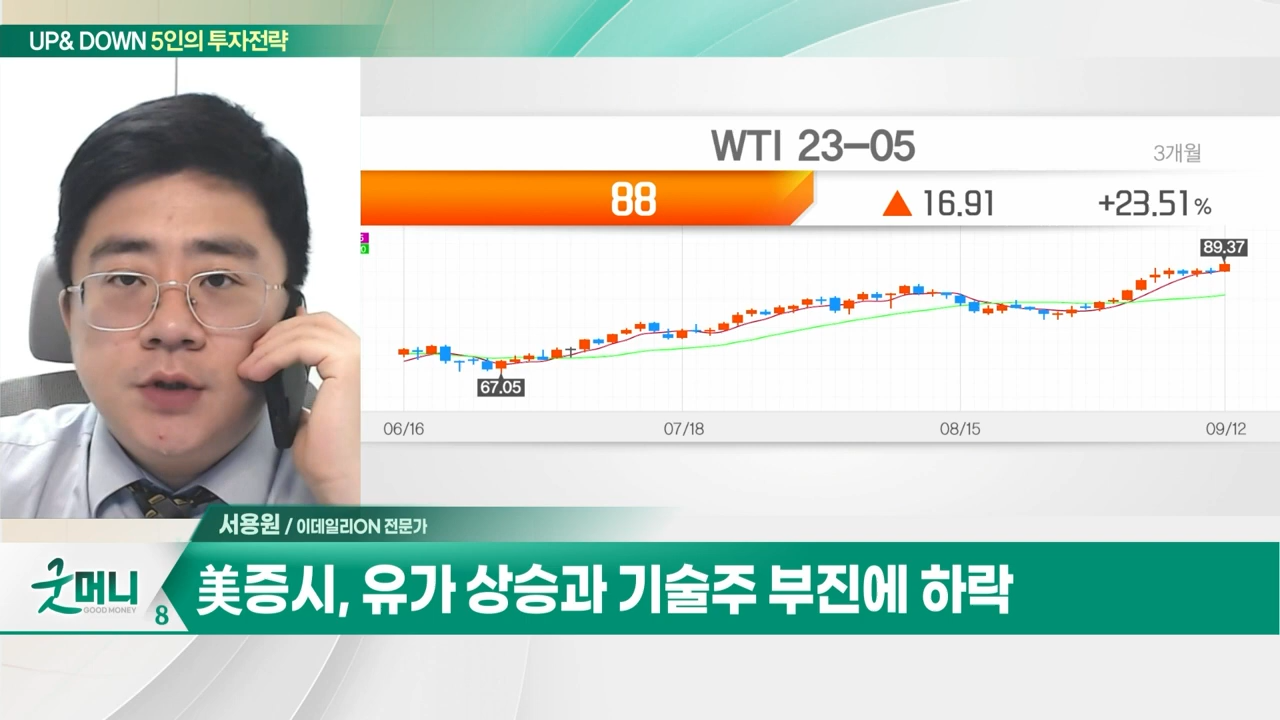 UP& DOWN 5인의 투자전략
WTI 23-05
3개월
88 ▲ 16.91 +23.51%
89.37
67.05
06/16 07/18 08/15 09/12
서용원 / 이데일리ON 전문가
굿머니
GOOD MONEY
8
美증시, 유가 상승과 기술주 부진에 하락